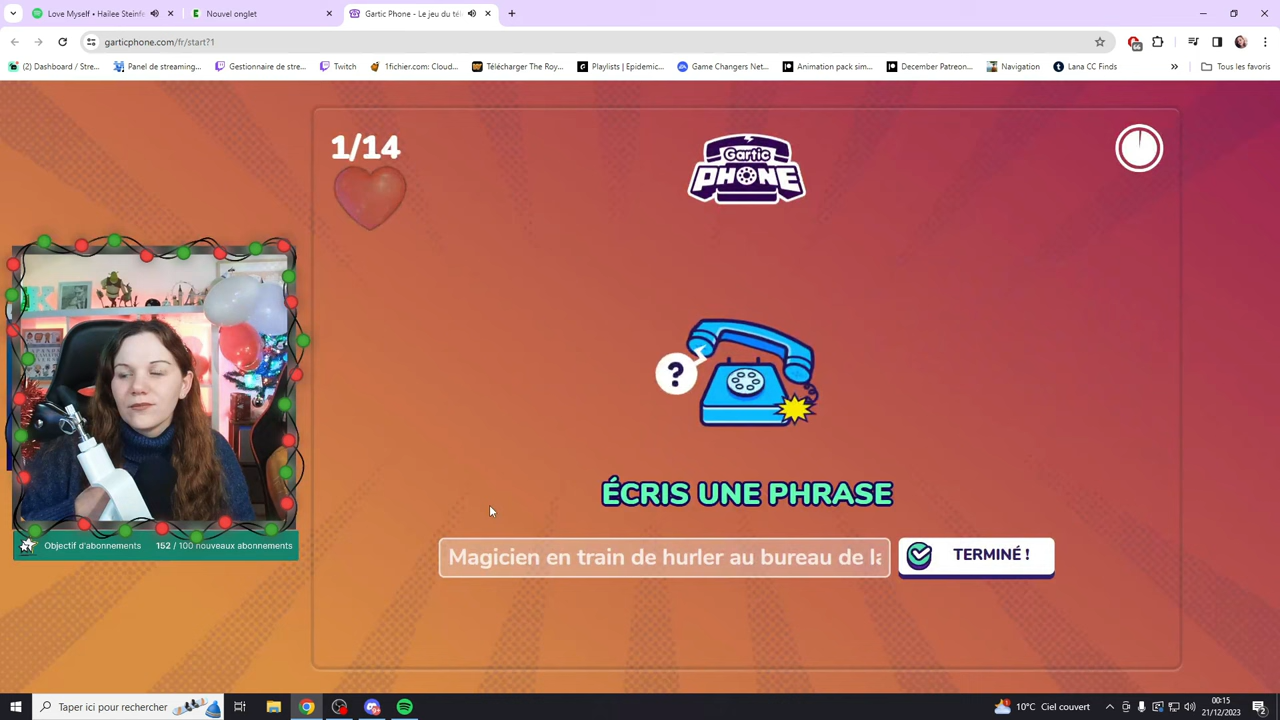 Love Myself - Hailee Steinfe
Nouvel onglet
Gartic Phone - Le jeu du tél
garticphone.com/fr/start?1
66
(2) Dashboard / Stre...
Panel de streaming...
Gestionnaire de stre...
Twitch
1fichier.com: Cloud...
Télécharger The Roy...
Playlists | Epidemic...
Game Changers Net...
Animation pack sim...
December Patreon...
Navigation
Lana CC Finds
Tous les favoris
1/14
Gartic
PHONE
?
K
ÉCRIS UNE PHRASE
Objectif d'abonnements 152 / 100 nouveaux abonnements
Magicien en train de hurler au bureau de la
TERMINÉ !
Taper ici pour rechercher
10°C Ciel couvert
00:15
21/12/2023
2